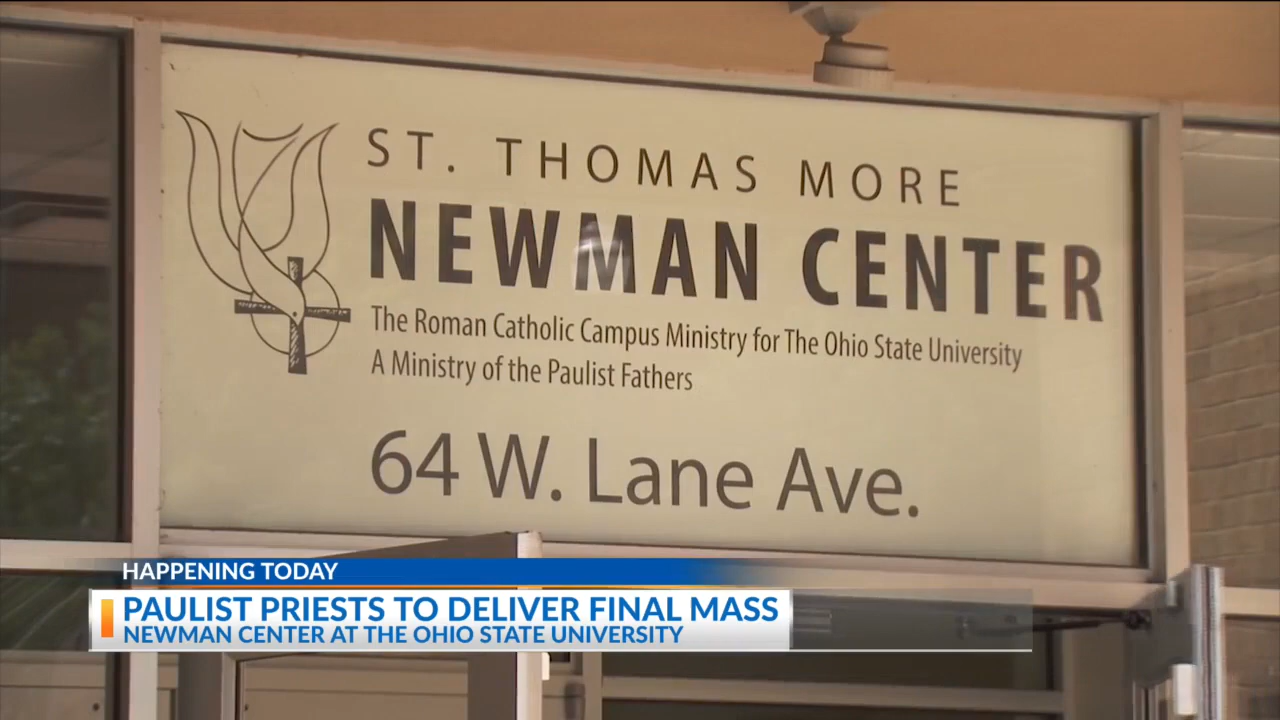 ST. THOMAS MORE
NEWMAN CENTER
The Roman Catholic Campus Ministry for The Ohio State University
A Ministry of the Paulist Fathers
64 W. Lane Ave.
HAPPENING TODAY
PAULIST PRIESTS TO DELIVER FINAL MASS
NEWMAN CENTER AT THE OHIO STATE UNIVERSITY